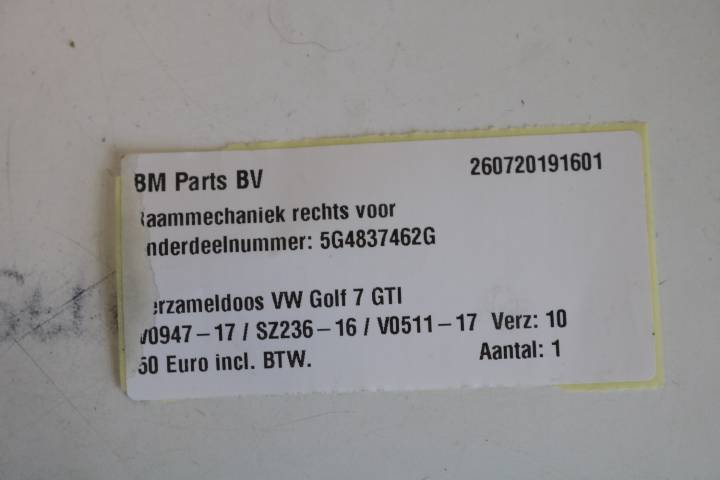 BM Parts BV 260720191601
Raammechaniek rechts voor
nderdeelnummer: 5G4837462G
erzameldoos VW Golf 7 GTI
V0947-17 / SZ236-16 / V0511-17 Verz: 10
50 Euro incl. BTW. Aantal: 1